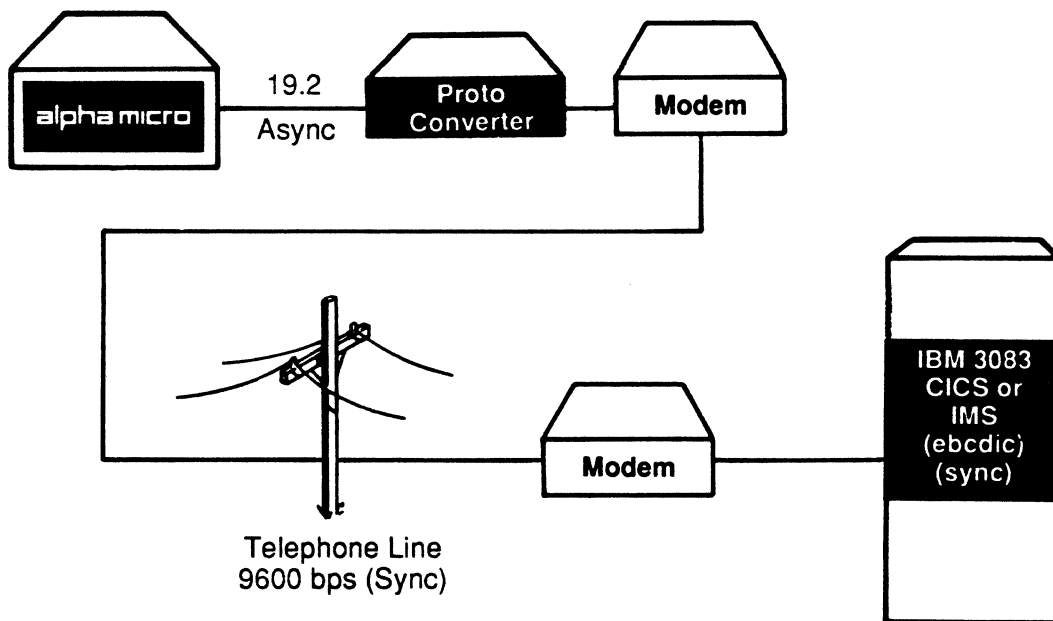 alpha micro
19.2
Async
Proto
Converter
Modem
IBM 3083
CICS or
IMS
(ebcdic)
(sync)
Modem
Telephone Line
9600 bps (Sync)